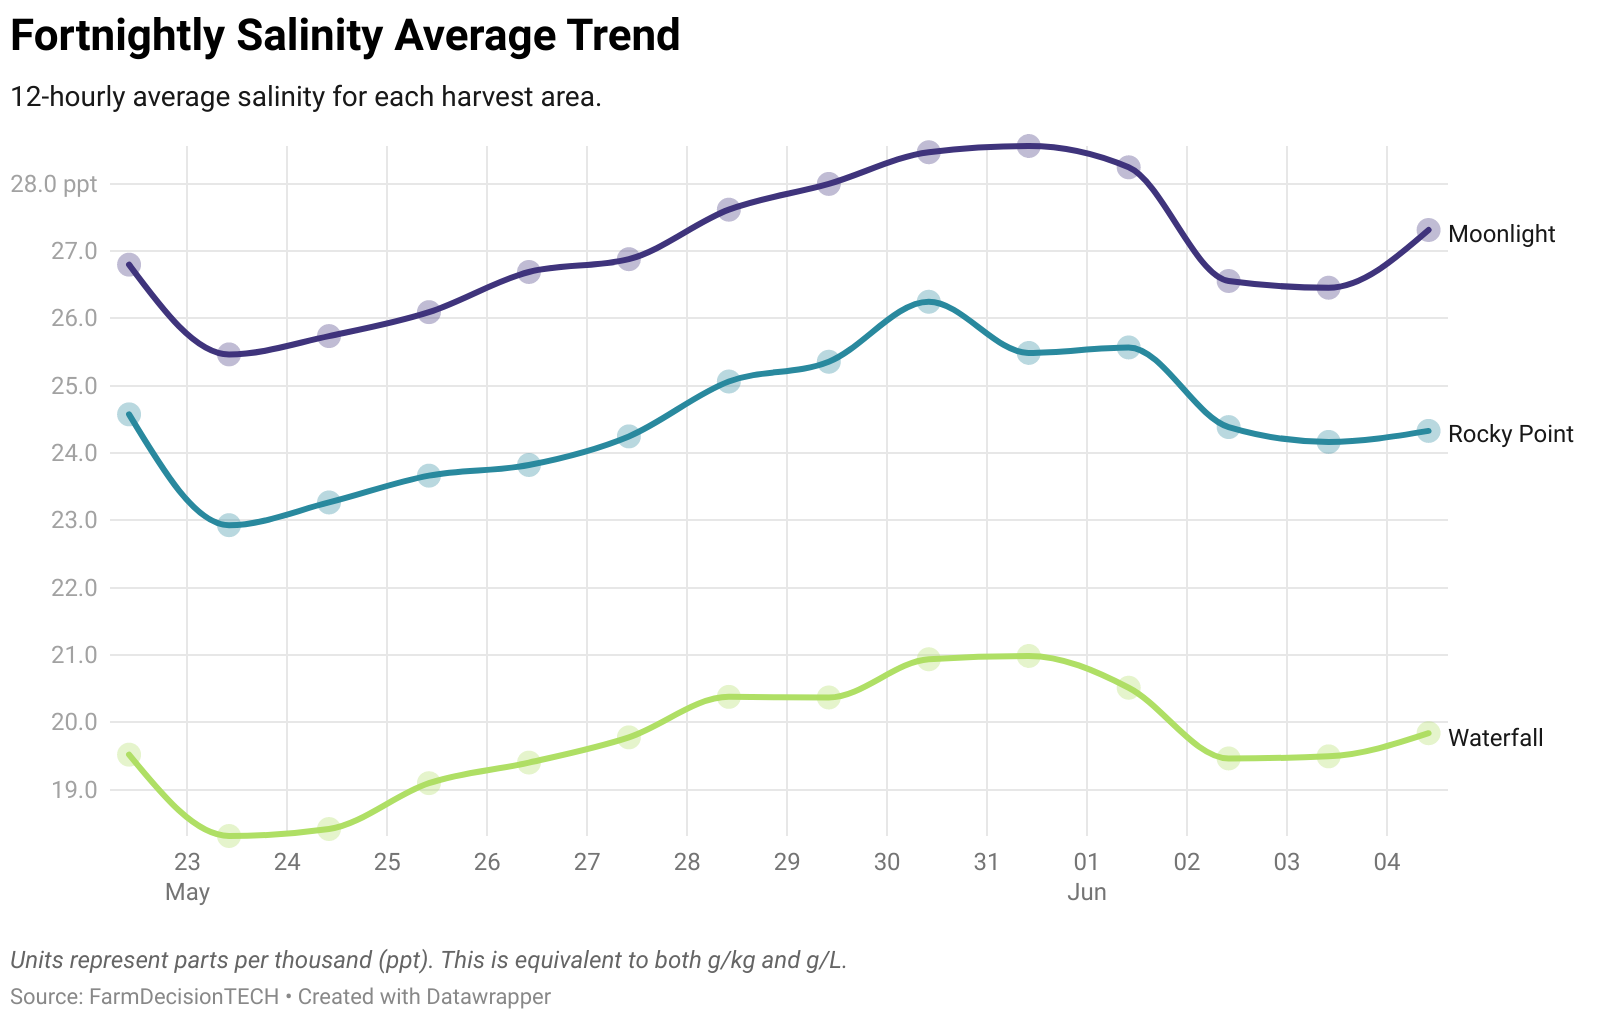 Fortnightly Salinity Average Trend
12-hourly average salinity for each harvest area.
28.0 ppt
27.0
26.0
25.0
24.0
23.0
22.0
21.0
20.0
19.0
Moonlight
Rocky Point
Waterfall
23 24 25 26 27 28 29 30 31 01 02 03 04
May Jun
Units represent parts per thousand (ppt). This is equivalent to both g/kg and g/L.
Source: FarmDecisionTECH • Created with Datawrapper